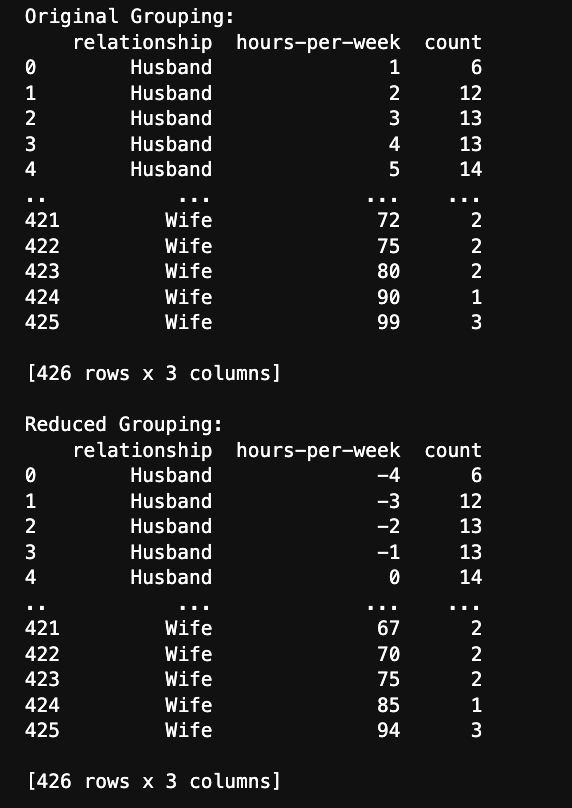 Original Grouping:
relationship hours-per-week count
0 Husband 1 6
1 Husband 2 12
2 Husband 3 13
3 Husband 4 13
4 Husband 5 14
.. ... ... ...
421 Wife 72 2
422 Wife 75 2
423 Wife 80 2
424 Wife 90 1
425 Wife 99 3
[426 rows x 3 columns]
Reduced Grouping:
relationship hours-per-week count
0 Husband -4 6
1 Husband -3 12
2 Husband -2 13
3 Husband -1 13
4 Husband 0 14
.. ... ... ...
421 Wife 67 2
422 Wife 70 2
423 Wife 75 2
424 Wife 85 1
425 Wife 94 3
[426 rows x 3 columns]